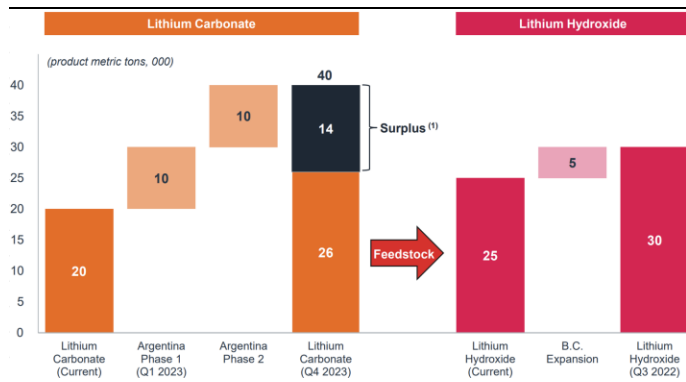 Lithium Carbonate
Lithium Hydroxide
(product metric tons, 000)
40
35
30
25
20
15
10
5
0
20
10
10
40
14
26
Surplus (1)
Feedstock
25
5
30
Lithium
Carbonate
(Current)
Argentina
Phase 1
(Q1 2023)
Argentina
Phase 2
Lithium
Carbonate
(Q4 2023)
Lithium
Hydroxide
(Current)
B.C.
Expansion
Lithium
Hydroxide
(Q3 2022)